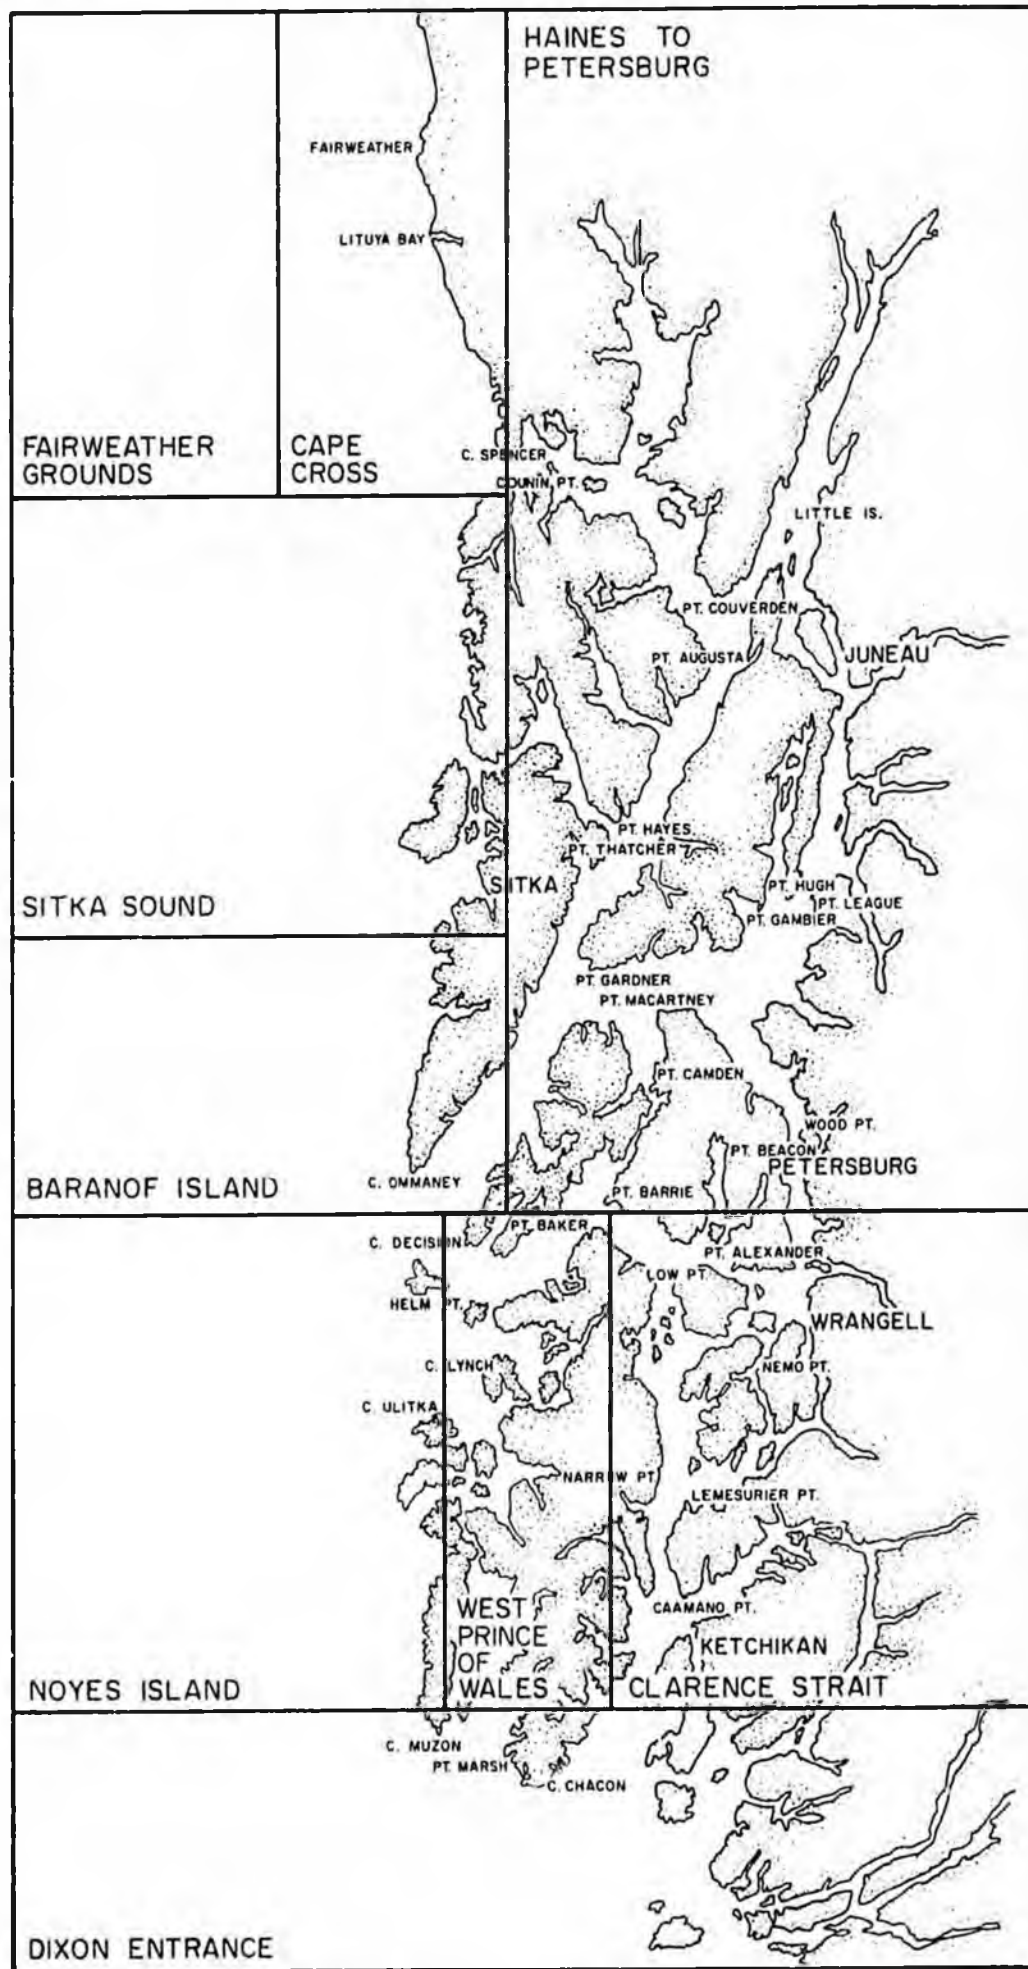 HAINES TO
PETERSBURG
FAIRWEATHER
LITUYA BAY
FAIRWEATHER
GROUNDS
CAPE
CROSS
C. SPENCER
COUNIN PT.
LITTLE IS.
PT. COUVERDEN
PT. AUGUSTA
JUNEAU
PT. HAYES
PT. THATCHER
SITKA
PT. HUGH
PT. LEAGUE
PT. GAMBIER
SITKA SOUND
PT. GARDNER
PT. MACARTNEY
PT. CAMDEN
WOOD PT.
PT. BEACON
PETERSBURG
C. OMMANEY
PT. BARRIE
BARANOF ISLAND
PT. BAKER
C. DECISION
PT. ALEXANDER
LOW PT.
HELM PT.
WRANGELL
C. LYNCH
NEMO PT.
C. ULITKA
NARROW PT.
LEMESURIER PT.
CAAMANO PT.
KETCHIKAN
WEST
PRINCE
OF
WALES
NOYES ISLAND
CLARENCE STRAIT
C. MUZON
PT. MARSH
C. CHACON
DIXON ENTRANCE